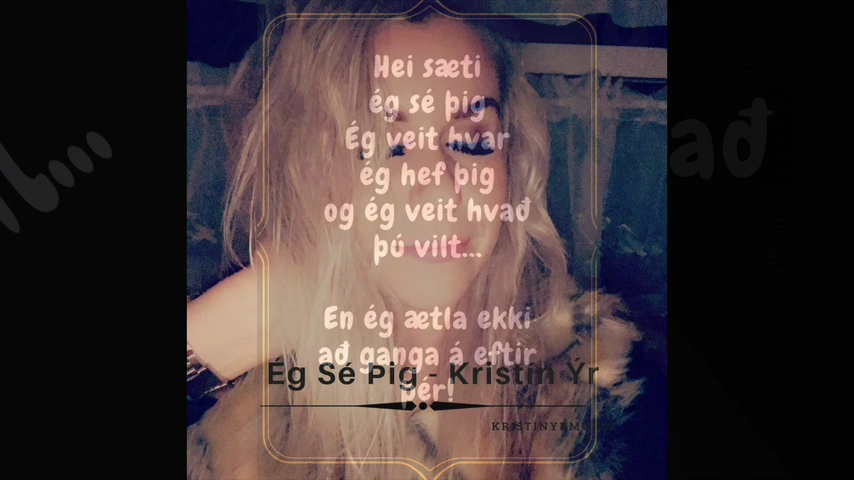 Hei sæti
ég sé þig
Ég veit hvar
ég hef þig
og ég veit hvað
þú vilt...
En ég ætla ekki
að ganga á eftir
þér!
Ég Sé Þig - Kristín Ýr
að